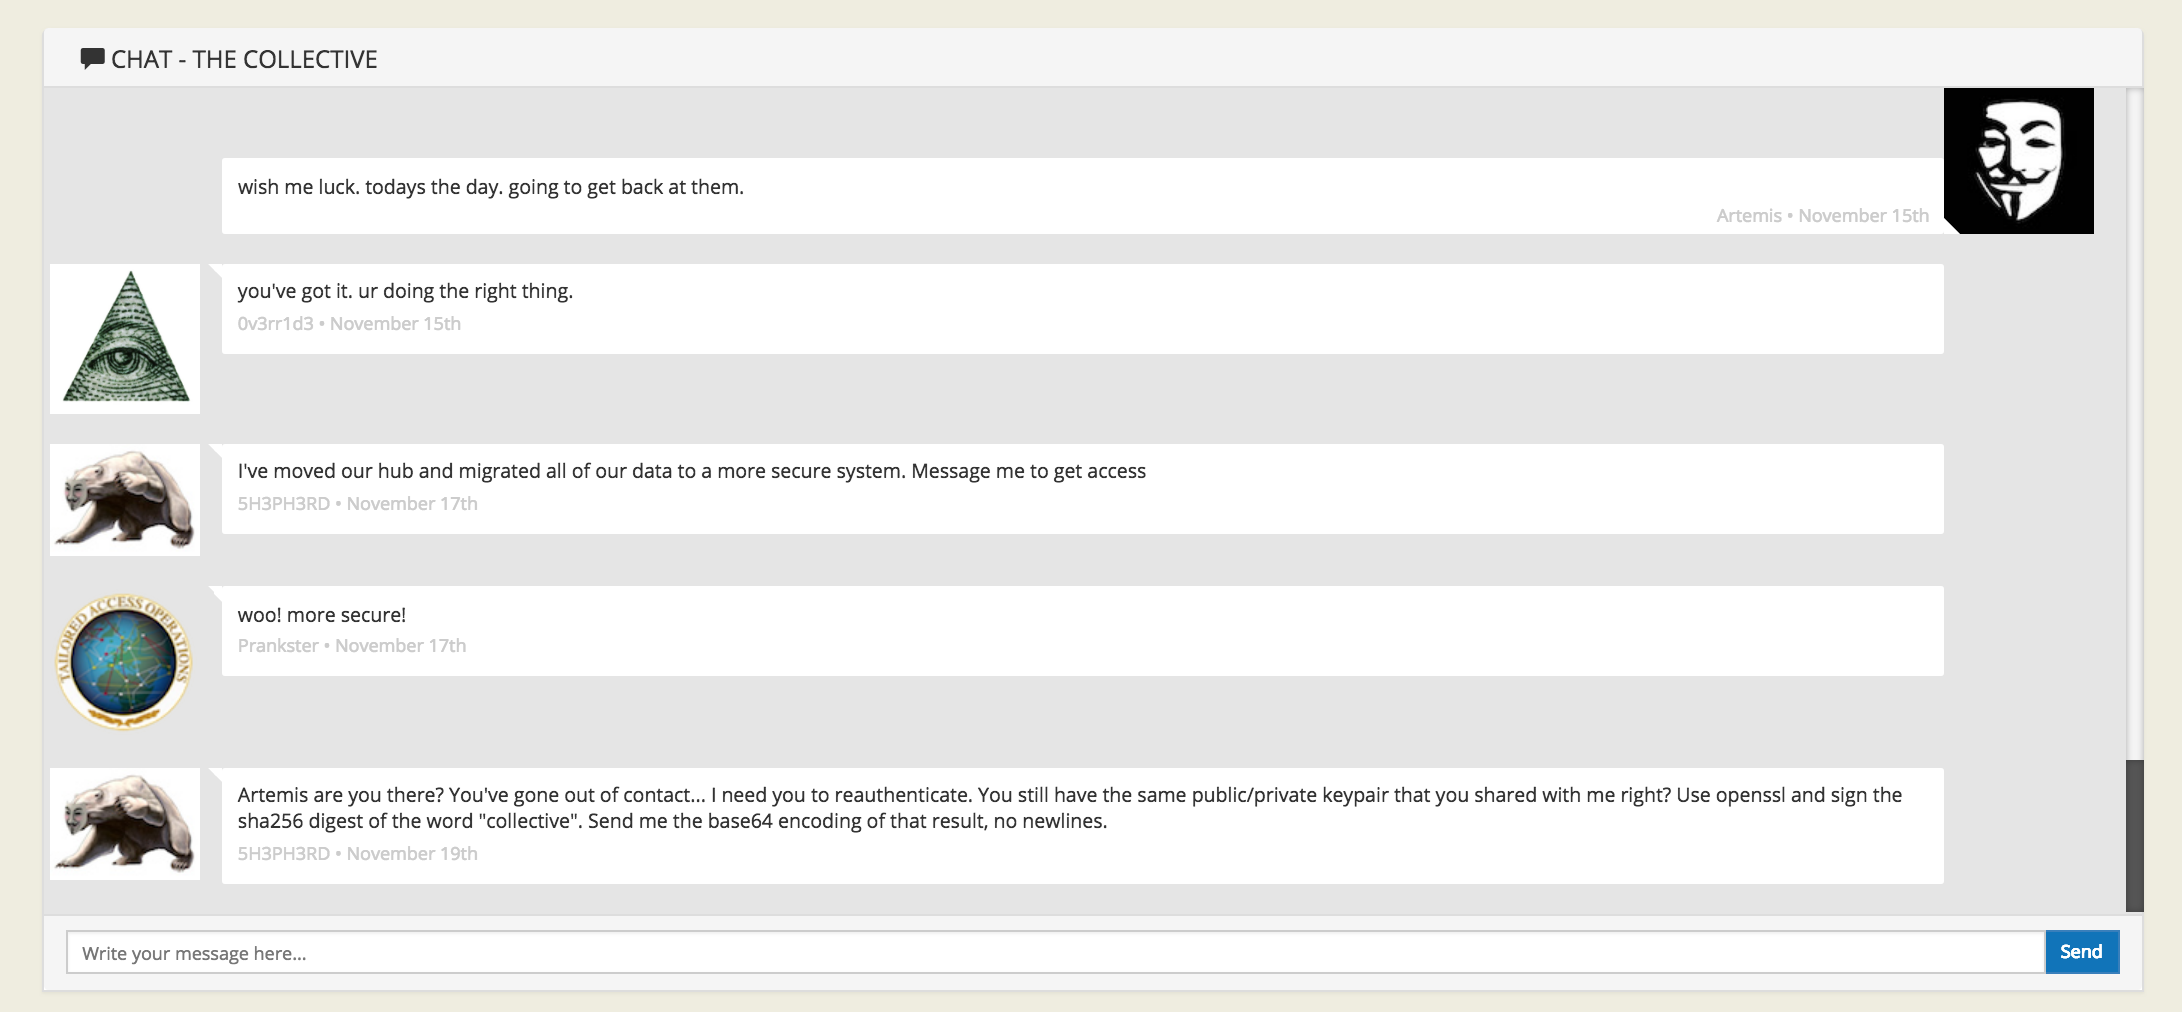 CHAT - THE COLLECTIVE
wish me luck. todays the day. going to get back at them.
Artemis • November 15th
you've got it. ur doing the right thing.
0v3rr1d3 • November 15th
I've moved our hub and migrated all of our data to a more secure system. Message me to get access
5H3PH3RD • November 17th
woo! more secure!
Prankster • November 17th
TAILORED ACCESS OPERATIONS
Artemis are you there? You've gone out of contact... I need you to reauthenticate. You still have the same public/private keypair that you shared with me right? Use openssl and sign the
sha256 digest of the word "collective". Send me the base64 encoding of that result, no newlines.
5H3PH3RD • November 19th
Write your message here...
Send